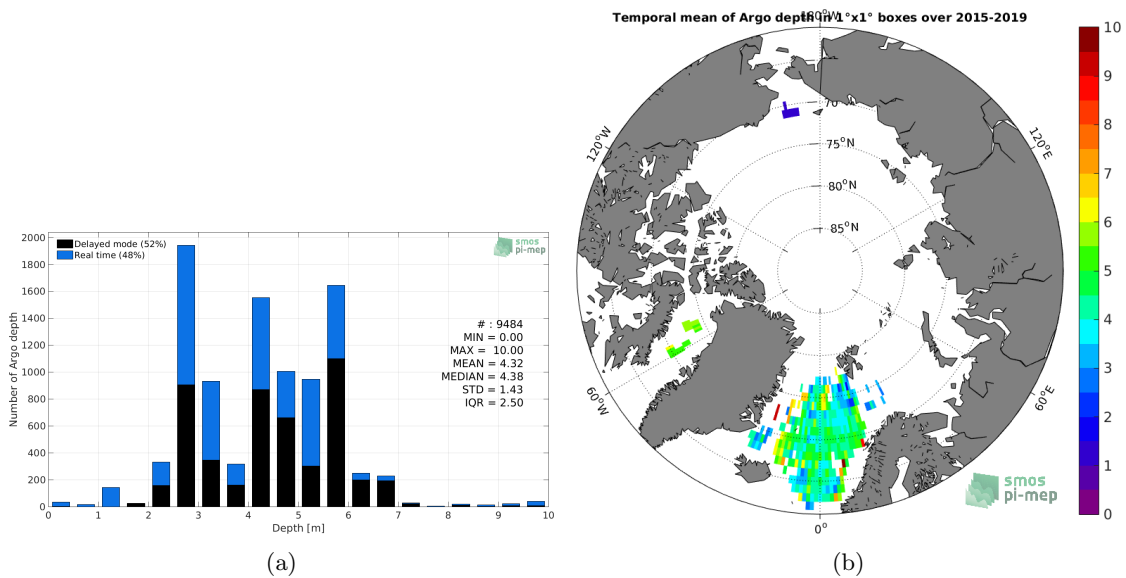 Temporal mean of Argo depth in 1°x1° boxes over 2015-2019
180°W
70°N
75°N
80°N
85°N
120°W
120°E
60°W
60°E
0°
10
9
8
7
6
5
4
3
2
1
0
smos
pi-mep
Number of Argo depth
2000
1800
1600
1400
1200
1000
800
600
400
200
0
Delayed mode (52%)
Real time (48%)
smos
pi-mep
# : 9484
MIN = 0.00
MAX = 10.00
MEAN = 4.32
MEDIAN = 4.38
STD = 1.43
IQR = 2.50
0 1 2 3 4 5 6 7 8 9 10
Depth [m]
(a)
(b)